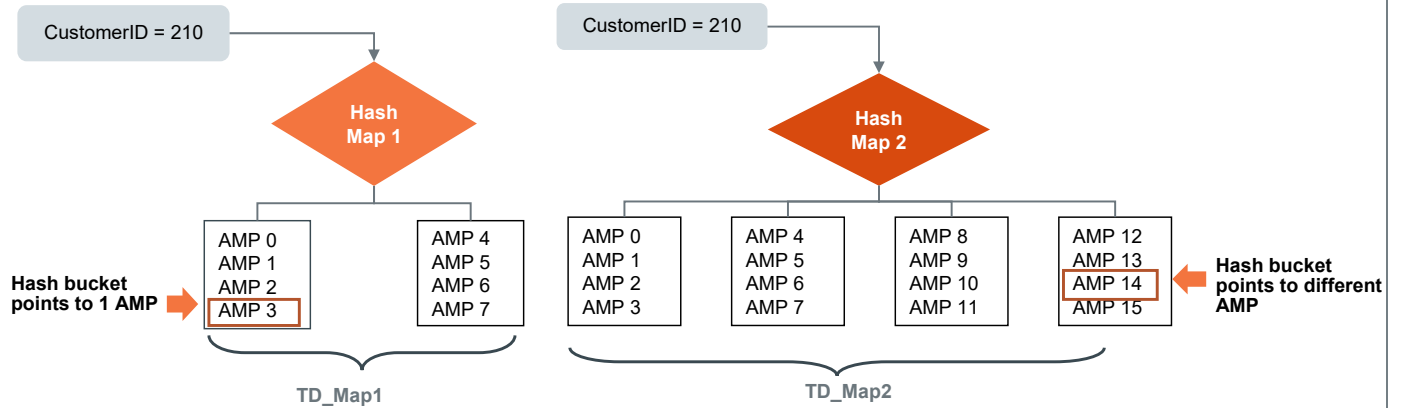 CustomerID = 210
Hash
Map 1
AMP 0
AMP 1
AMP 2
AMP 3
AMP 4
AMP 5
AMP 6
AMP 7
Hash bucket
points to 1 AMP
TD_Map1
CustomerID = 210
Hash
Map 2
AMP 0
AMP 1
AMP 2
AMP 3
AMP 4
AMP 5
AMP 6
AMP 7
AMP 8
AMP 9
AMP 10
AMP 11
AMP 12
AMP 13
AMP 14
AMP 15
Hash bucket
points to different
AMP
TD_Map2